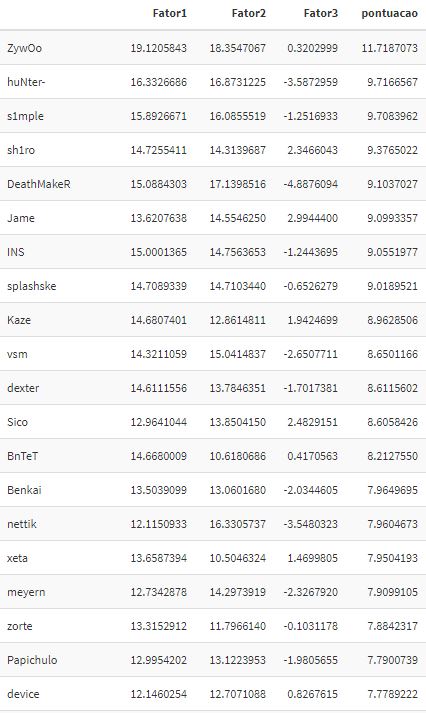 Fator1 Fator2 Fator3 pontuacao
ZywOo 19.1205843 18.3547067 0.3202999 11.7187073
huNter- 16.3326686 16.8731225 -3.5872959 9.7166567
s1mple 15.8926671 16.0855519 -1.2516933 9.7083962
sh1ro 14.7255411 14.3139687 2.3466043 9.3765022
DeathMakeR 15.0884303 17.1398516 -4.8876094 9.1037027
Jame 13.6207638 14.5546250 2.9944400 9.0993357
INS 15.0001365 14.7563653 -1.2443695 9.0551977
splashske 14.7089339 14.7103440 -0.6526279 9.0189521
Kaze 14.6807401 12.8614811 1.9424699 8.9628506
vsm 14.3211059 15.0414837 -2.6507711 8.6501166
dexter 14.6111556 13.7846351 -1.7017381 8.6115602
Sico 12.9641044 13.8504150 2.4829151 8.6058426
BnTeT 14.6680009 10.6180686 0.4170563 8.2127550
Benkai 13.5039099 13.0601680 -2.0344605 7.9649695
nettik 12.1150933 16.3305737 -3.5480323 7.9604673
xeta 13.6587394 10.5046324 1.4699805 7.9504193
meyern 12.7342878 14.2973919 -2.3267920 7.9099105
zorte 13.3152912 11.7966140 -0.1031178 7.8842317
Papichulo 12.9954202 13.1223953 -1.9805655 7.7900739
device 12.1460254 12.7071088 0.8267615 7.7789222